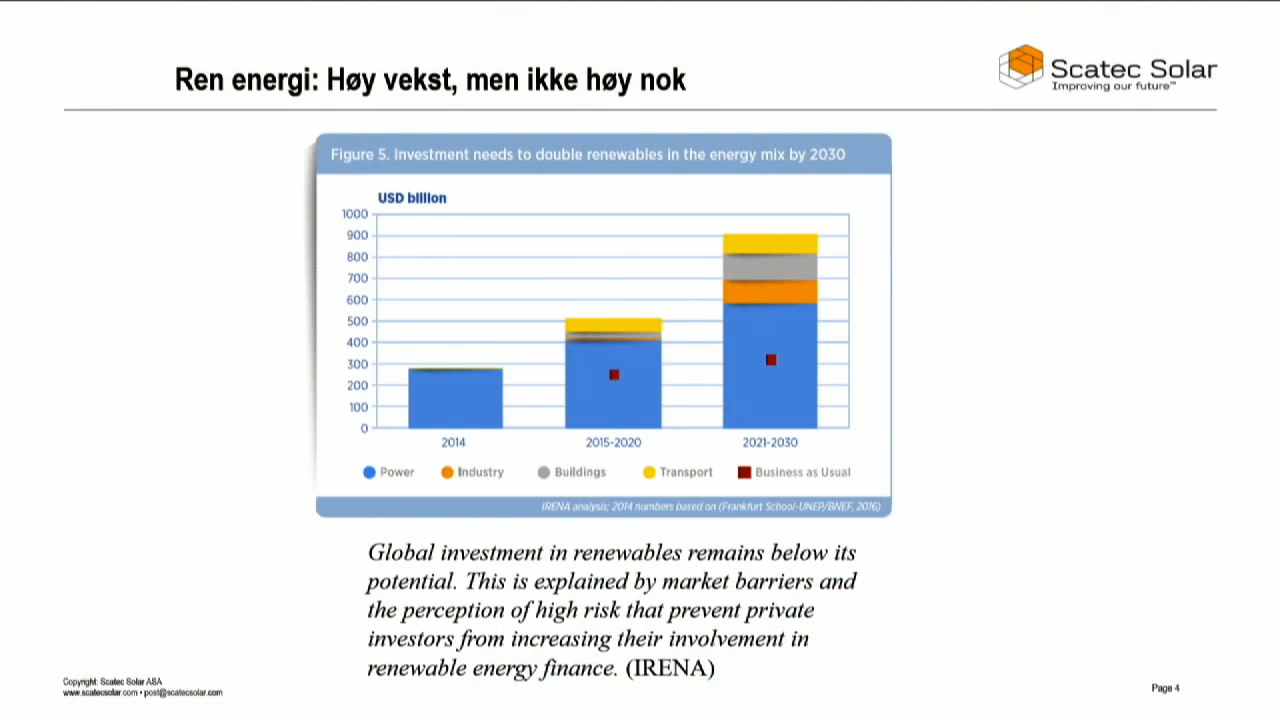 Ren energi: Høy vekst, men ikke høy nok
Scatec Solar
Improving our future™
Figure 5. Investment needs to double renewables in the energy mix by 2030
USD billion
1000
900
800
700
600
500
400
300
200
100
0
2014
2015-2020
2021-2030
Power
Industry
Buildings
Transport
Business as Usual
IRENA analysis; 2014 numbers based on (Frankfurt School-UNEP/BNEF, 2016)
Global investment in renewables remains below its
potential. This is explained by market barriers and
the perception of high risk that prevent private
investors from increasing their involvement in
renewable energy finance. (IRENA)
Copyright: Scatec Solar ASA
www.scatecsolar.com • post@scatecsolar.com
Page 4